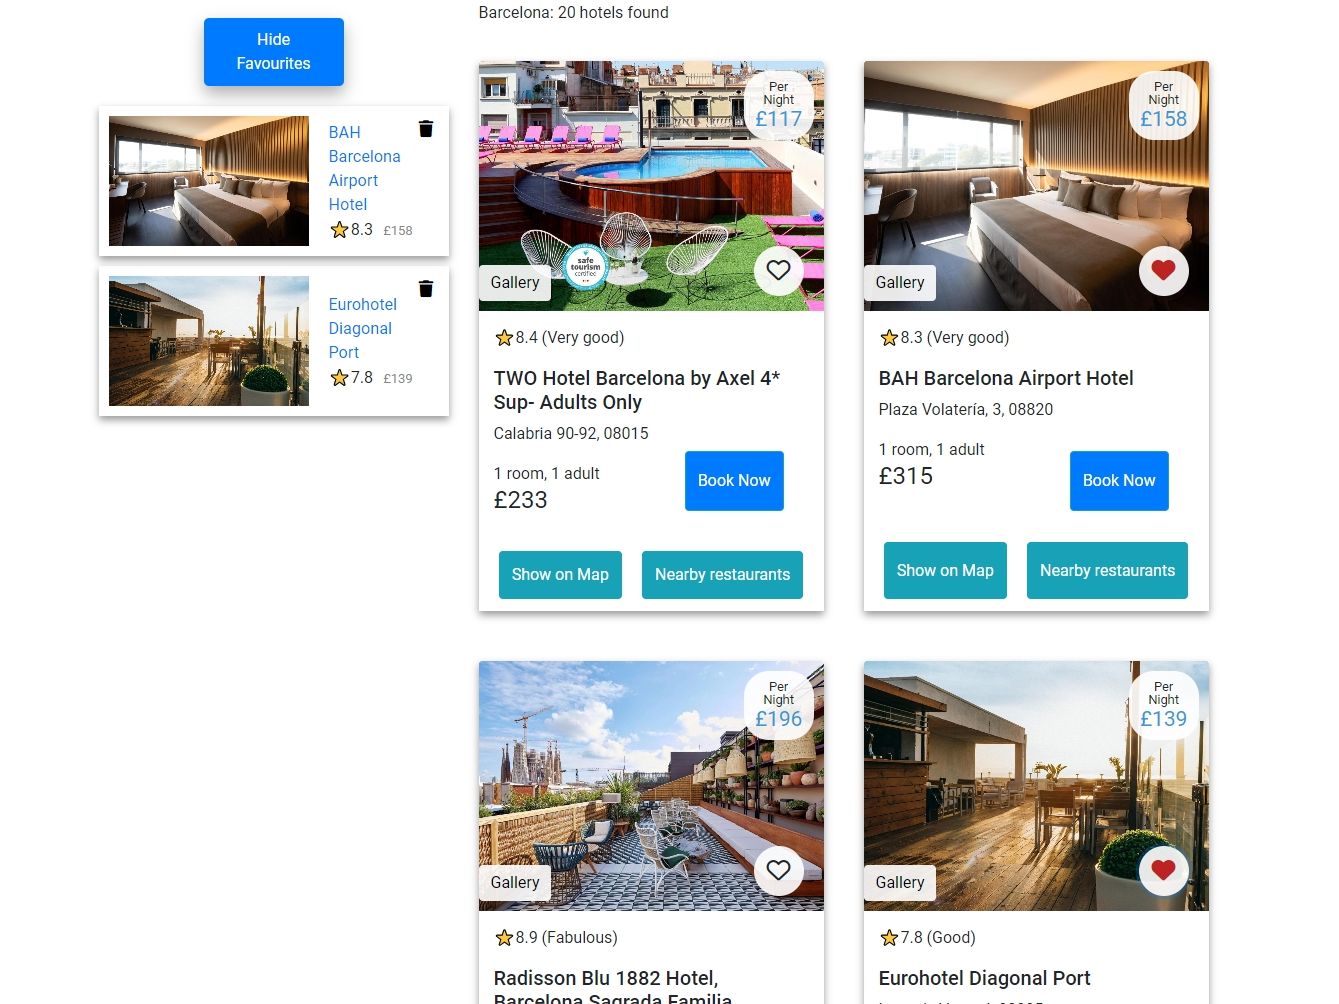 Barcelona: 20 hotels found
Hide
Favourites
BAH
Barcelona
Airport
Hotel
8.3 £158
Eurohotel
Diagonal
Port
7.8 £139
Per
Night
£117
safe
tourism
certified
Gallery
8.4 (Very good)
TWO Hotel Barcelona by Axel 4*
Sup- Adults Only
Calabria 90-92, 08015
1 room, 1 adult
£233
Book Now
Show on Map
Nearby restaurants
Per
Night
£158
Gallery
8.3 (Very good)
BAH Barcelona Airport Hotel
Plaza Volatería, 3, 08820
1 room, 1 adult
£315
Book Now
Show on Map
Nearby restaurants
Per
Night
£196
Gallery
8.9 (Fabulous)
Radisson Blu 1882 Hotel,
Barcelona Sagrada Familia
Per
Night
£139
Gallery
7.8 (Good)
Eurohotel Diagonal Port